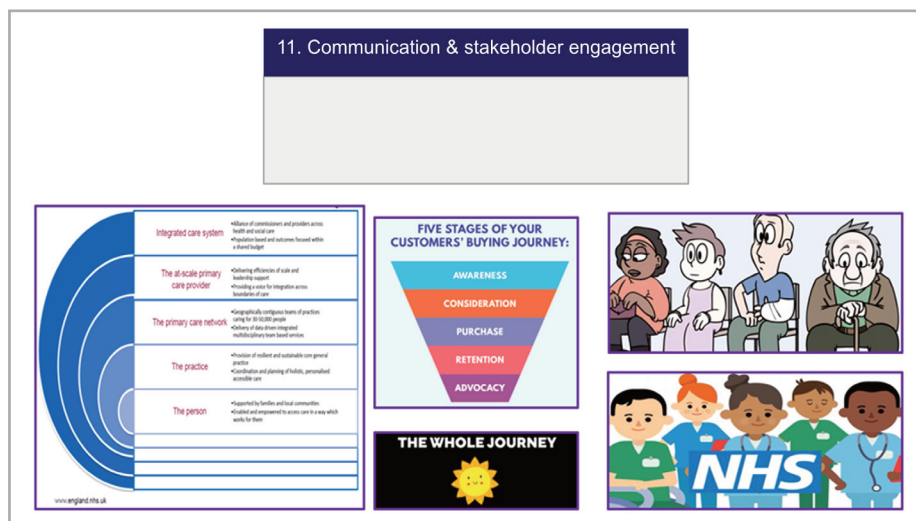 11. Communication & stakeholder engagement
Integrated care system
•Alliance of commissioners and providers across
health and social care
•Population based and outcomes focused within
a shared budget
The at-scale primary
care provider
•Delivering efficiencies of scale and
leadership support
•Providing a voice for integration across
boundaries of care
The primary care network
•Geographically contiguous teams of practices
caring for 30-50,000 people
•Delivery of data driven integrated
multidisciplinary team based services
The practice
•Provision of resilient and sustainable core general
practice
•Coordination and planning of holistic, personalised
accessible care
The person
•Supported by families and local communities
•Enabled and empowered to access care in a way which
works for them
www.england.nhs.uk
FIVE STAGES OF YOUR
CUSTOMERS' BUYING JOURNEY:
AWARENESS
CONSIDERATION
PURCHASE
RETENTION
ADVOCACY
THE WHOLE JOURNEY
NHS